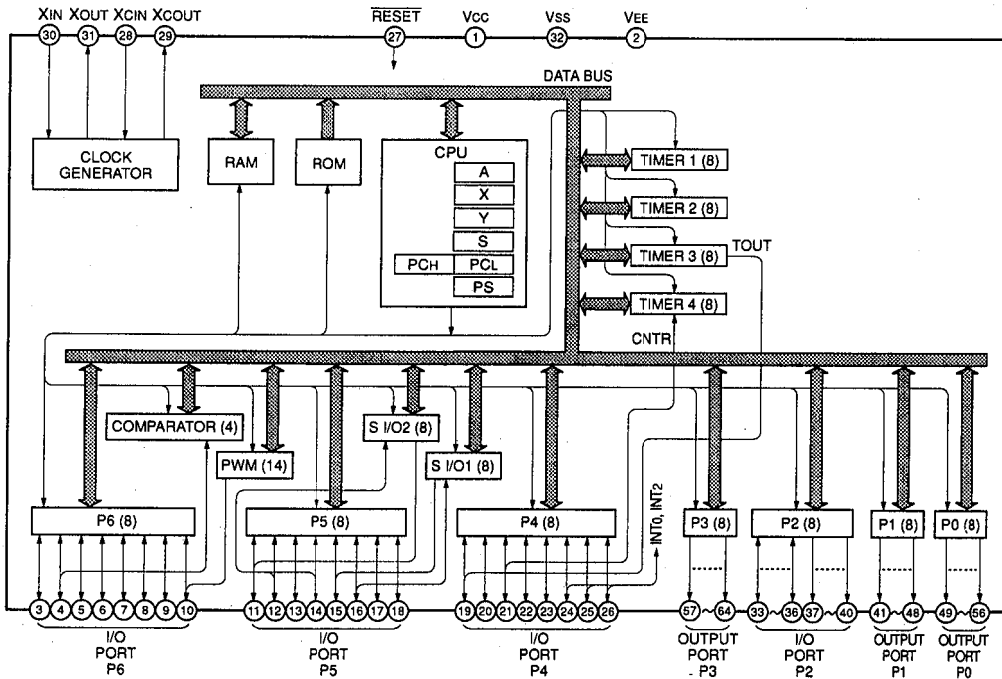 XIN XOUT XCIN XCOUT RESET VCC VSS VEE
30 31 28 29 27 1 32 2
DATA BUS
CLOCK
GENERATOR
RAM
ROM
CPU
A
X
Y
S
PCH PCL
PS
TIMER 1 (8)
TIMER 2 (8)
TIMER 3 (8)
TOUT
TIMER 4 (8)
CNTR
COMPARATOR (4)
PWM (14)
S I/O2 (8)
S I/O1 (8)
INT0, INT2
P6 (8)
P5 (8)
P4 (8)
P3 (8)
P2 (8)
P1 (8)
P0 (8)
3 4 5 6 7 8 9 10
11 12 13 14 15 16 17 18
19 20 21 22 23 24 25 26
57 ~ 64
33 ~ 36 37 ~ 40
41 ~ 48
49 ~ 56
I/O
PORT
P6
I/O
PORT
P5
I/O
PORT
P4
OUTPUT
PORT
P3
I/O
PORT
P2
OUTPUT
PORT
P1
OUTPUT
PORT
P0